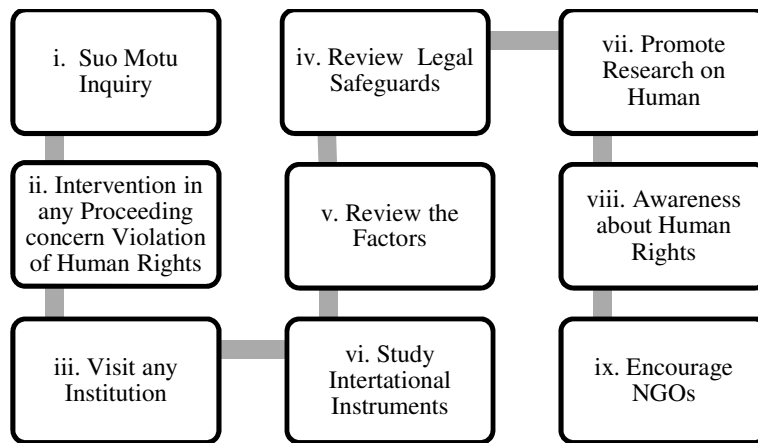 i. Suo Motu
Inquiry
ii. Intervention in
any Proceeding
concern Violation
of Human Rights
iii. Visit any
Institution
iv. Review Legal
Safeguards
v. Review the
Factors
vi. Study
Intertational
Instruments
vii. Promote
Research on
Human
viii. Awareness
about Human
Rights
ix. Encourage
NGOs